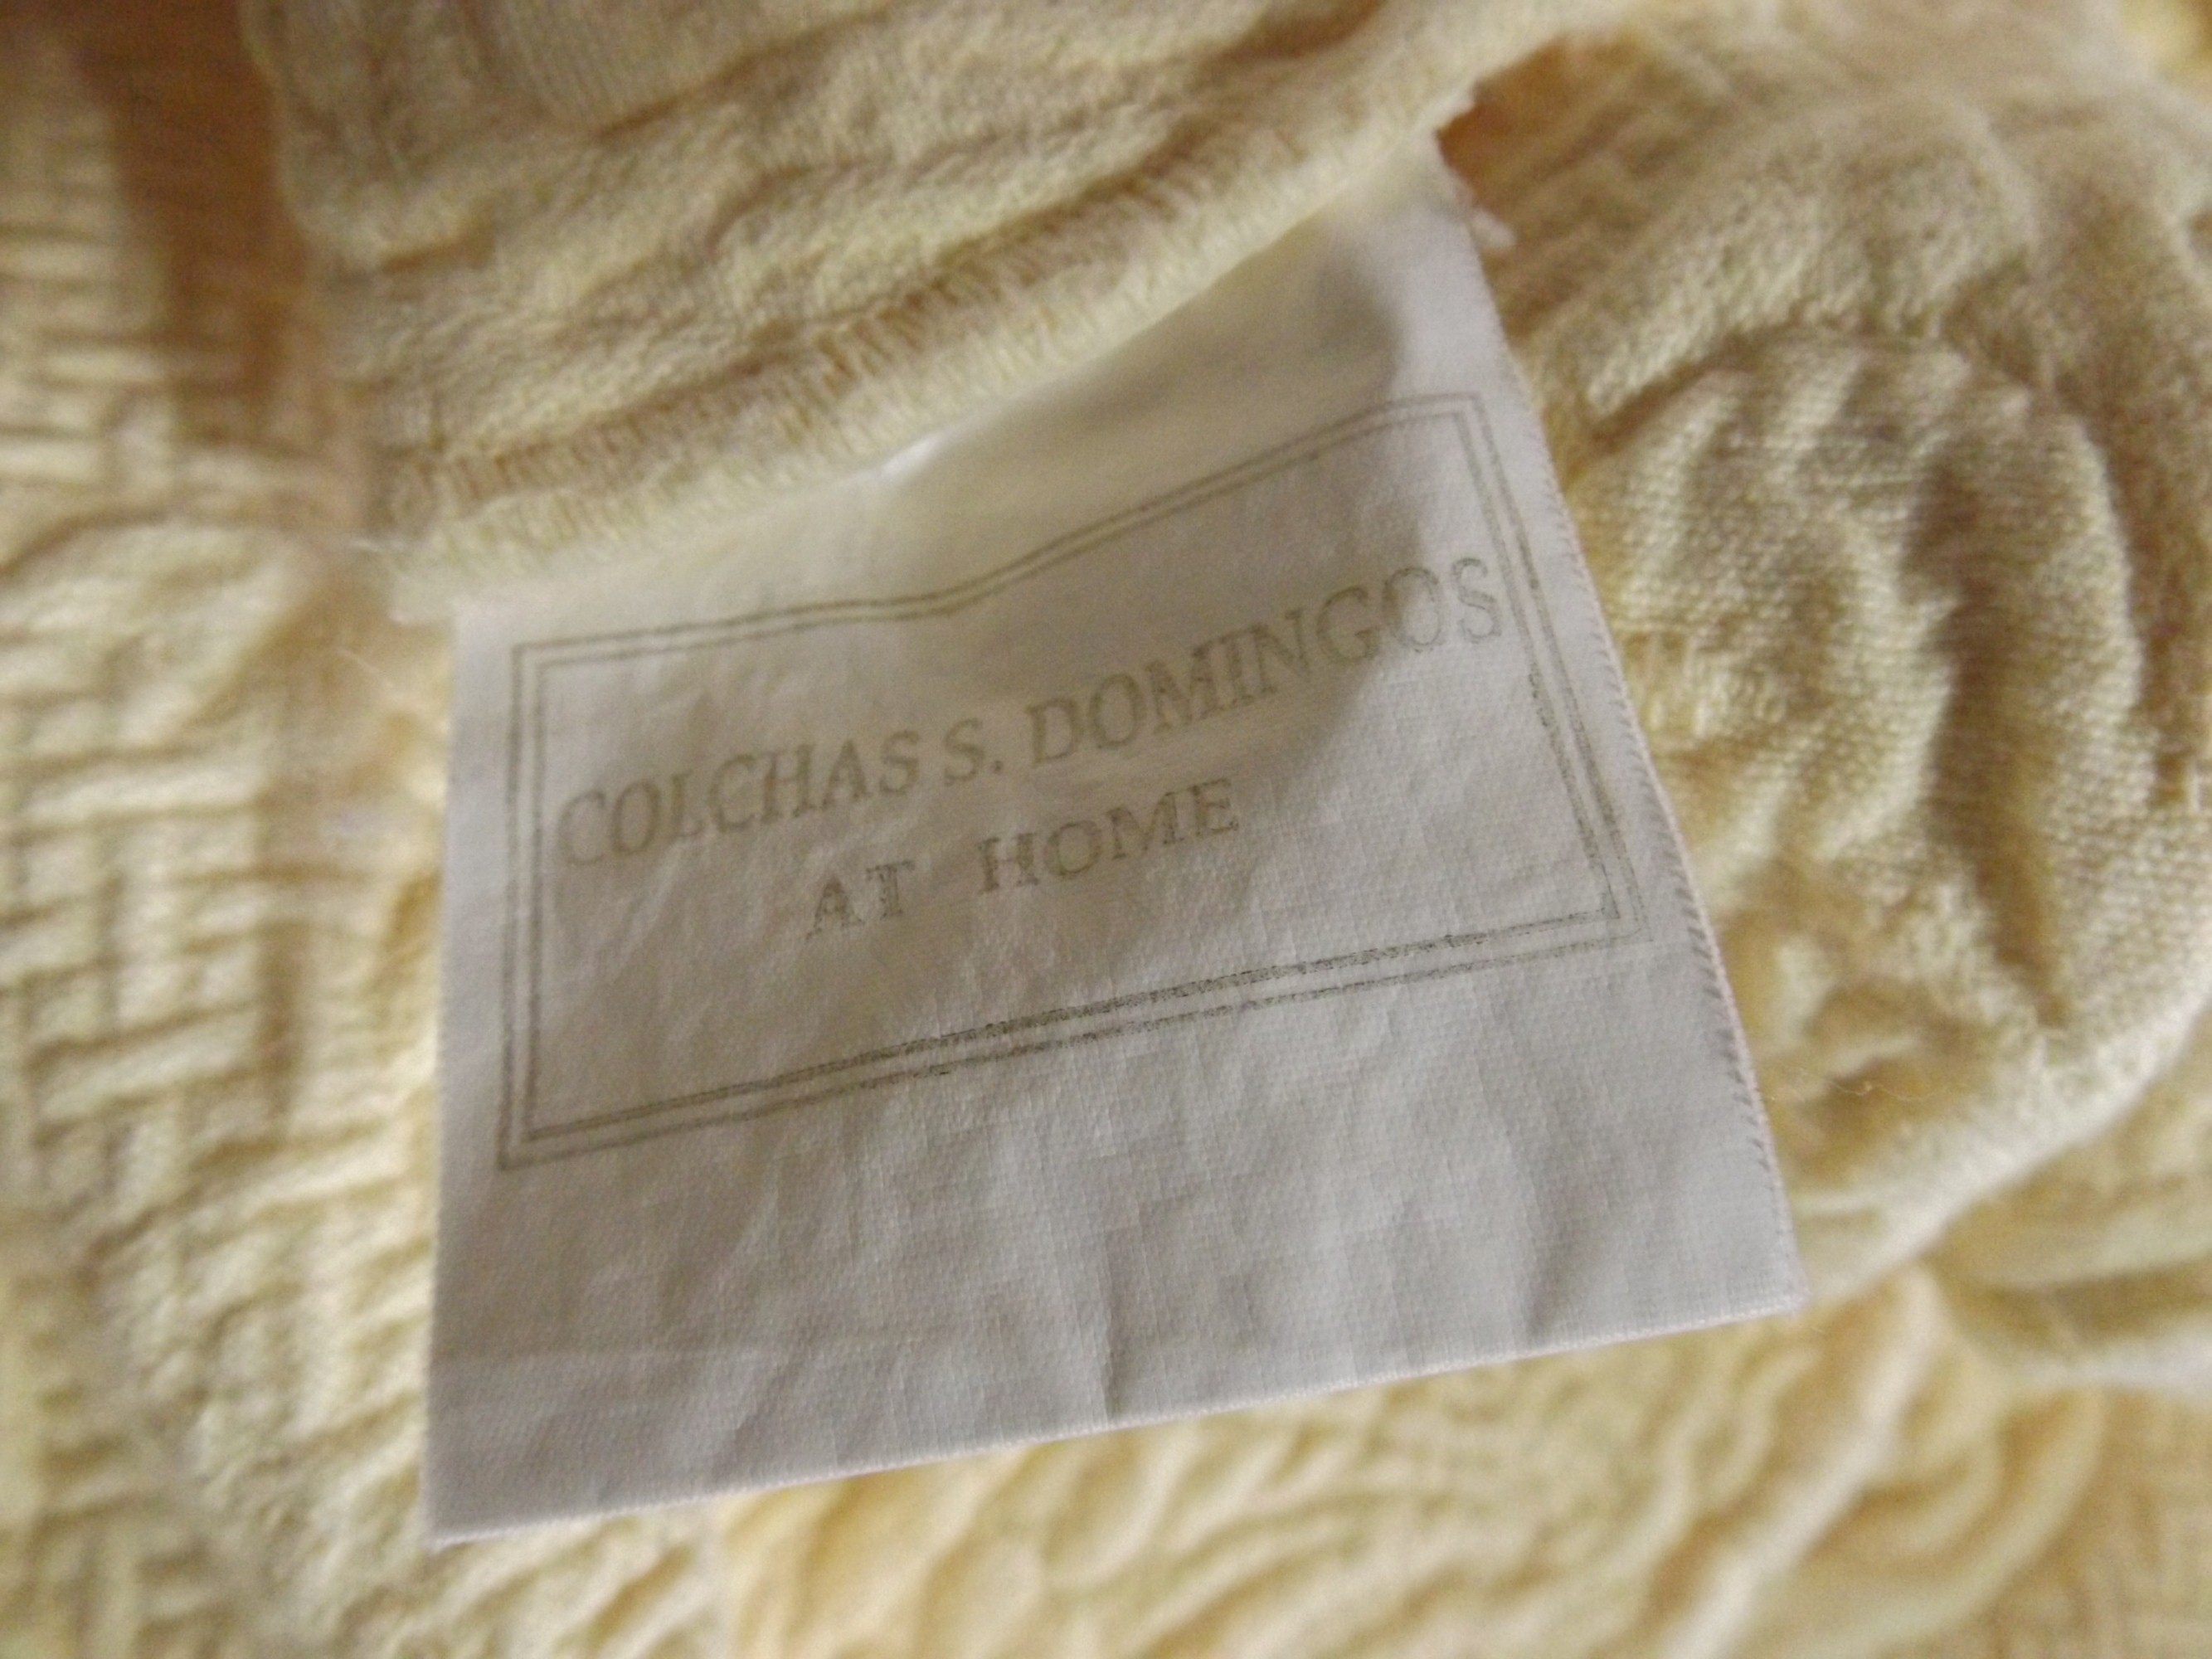 COLCHAS S. DOMINGOS
AT HOME